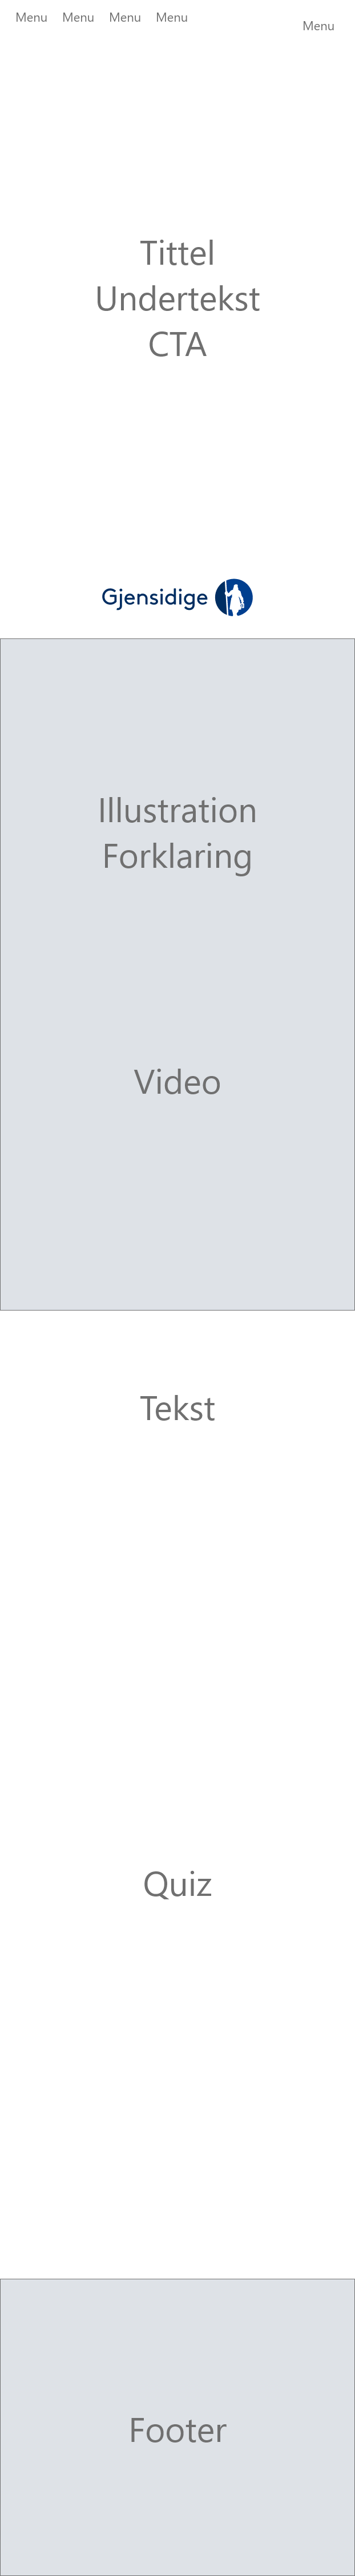 Menu Menu Menu Menu
Menu
Tittel
Undertekst
CTA
Gjensidige
Illustration
Forklaring
Video
Tekst
Quiz
Footer